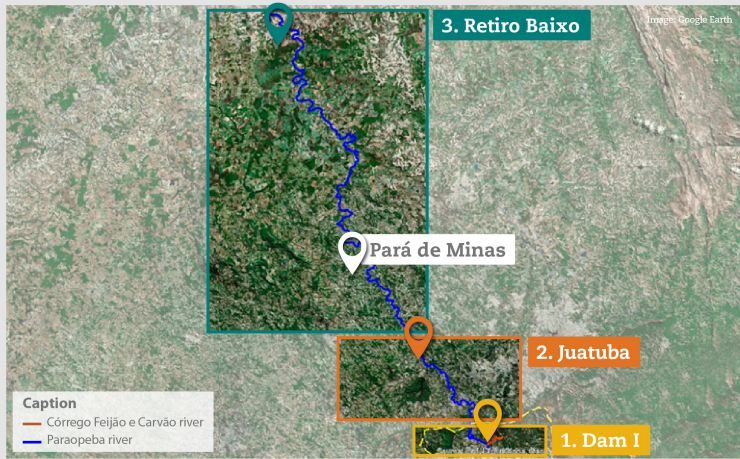 Image: Google Earth
3. Retiro Baixo
Pará de Minas
2. Juatuba
1. Dam I
Caption
Córrego Feijão e Carvão river
Paraopeba river